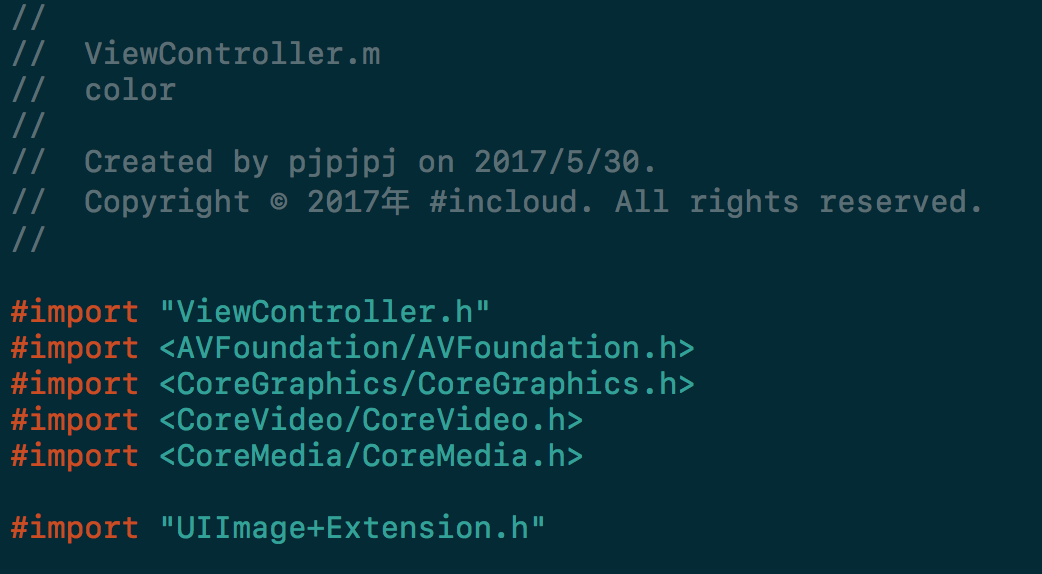 //
//  ViewController.m
//  color
//
//  Created by pjpjpj on 2017/5/30.
//  Copyright © 2017年 #incloud. All rights reserved.
//
#import "ViewController.h"
#import <AVFoundation/AVFoundation.h>
#import <CoreGraphics/CoreGraphics.h>
#import <CoreVideo/CoreVideo.h>
#import <CoreMedia/CoreMedia.h>
#import "UIImage+Extension.h"